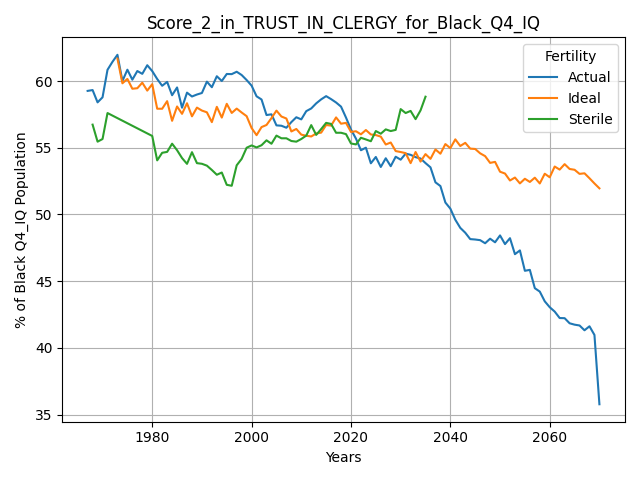 Score_2_in_TRUST_IN_CLERGY_for_Black_Q4_IQ
Fertility
Actual
Ideal
Sterile
% of Black Q4_IQ Population
60
55
50
45
40
35
1980
2000
2020
2040
2060
Years